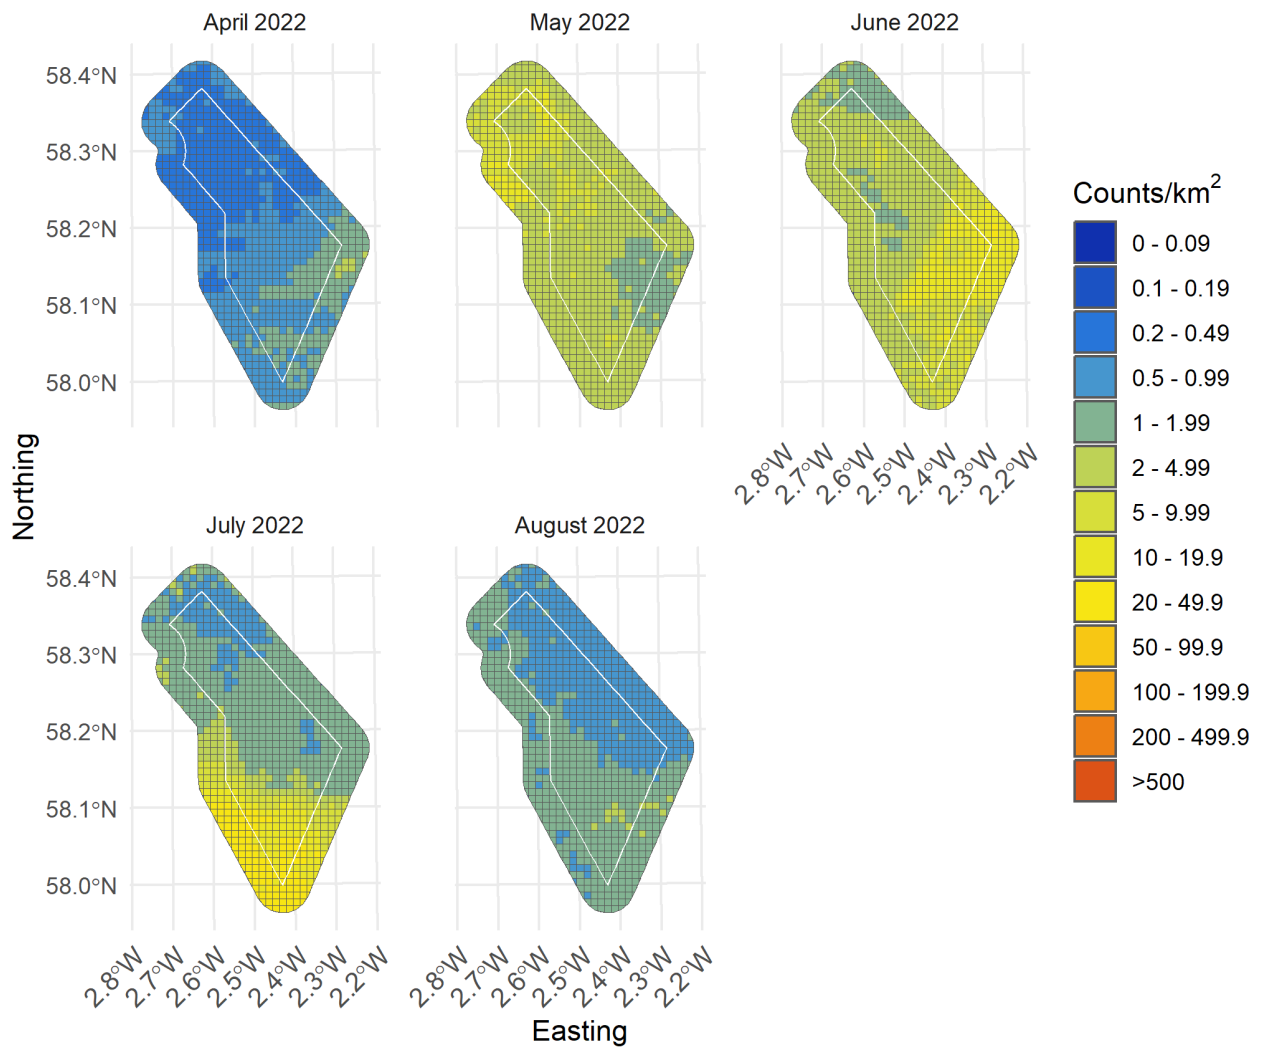 April 2022
May 2022
June 2022
58.4°N
58.3°N
58.2°N
58.1°N
58.0°N
2.8°W
2.7°W
2.6°W
2.5°W
2.4°W
2.3°W
2.2°W
Northing
July 2022
August 2022
58.4°N
58.3°N
58.2°N
58.1°N
58.0°N
2.8°W
2.7°W
2.6°W
2.5°W
2.4°W
2.3°W
2.2°W
2.8°W
2.7°W
2.6°W
2.5°W
2.4°W
2.3°W
2.2°W
Easting
Counts/km²
0 - 0.09
0.1 - 0.19
0.2 - 0.49
0.5 - 0.99
1 - 1.99
2 - 4.99
5 - 9.99
10 - 19.9
20 - 49.9
50 - 99.9
100 - 199.9
200 - 499.9
>500